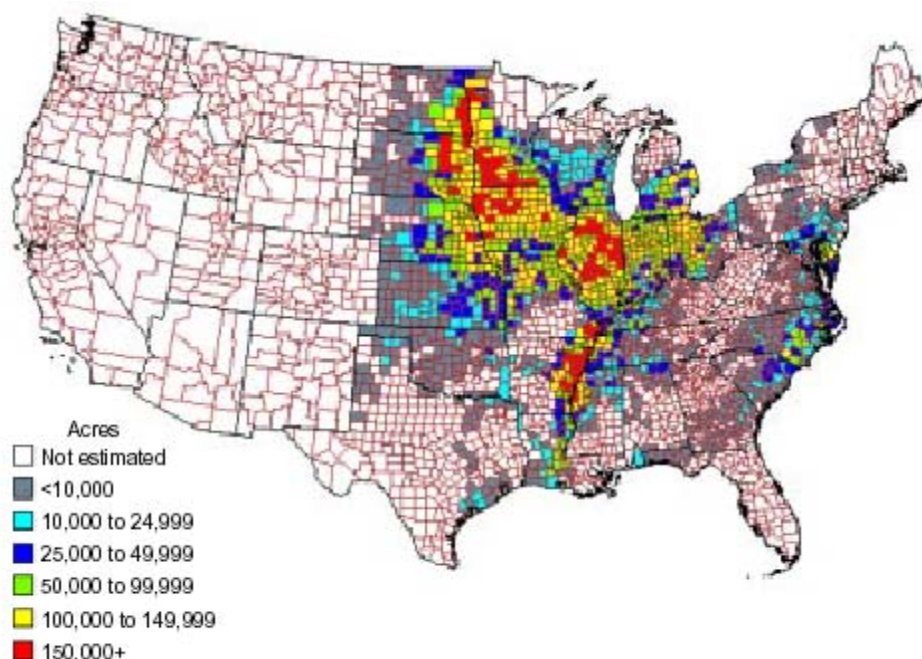 Acres
Not estimated
<10,000
10,000 to 24,999
25,000 to 49,999
50,000 to 99,999
100,000 to 149,999
150,000+